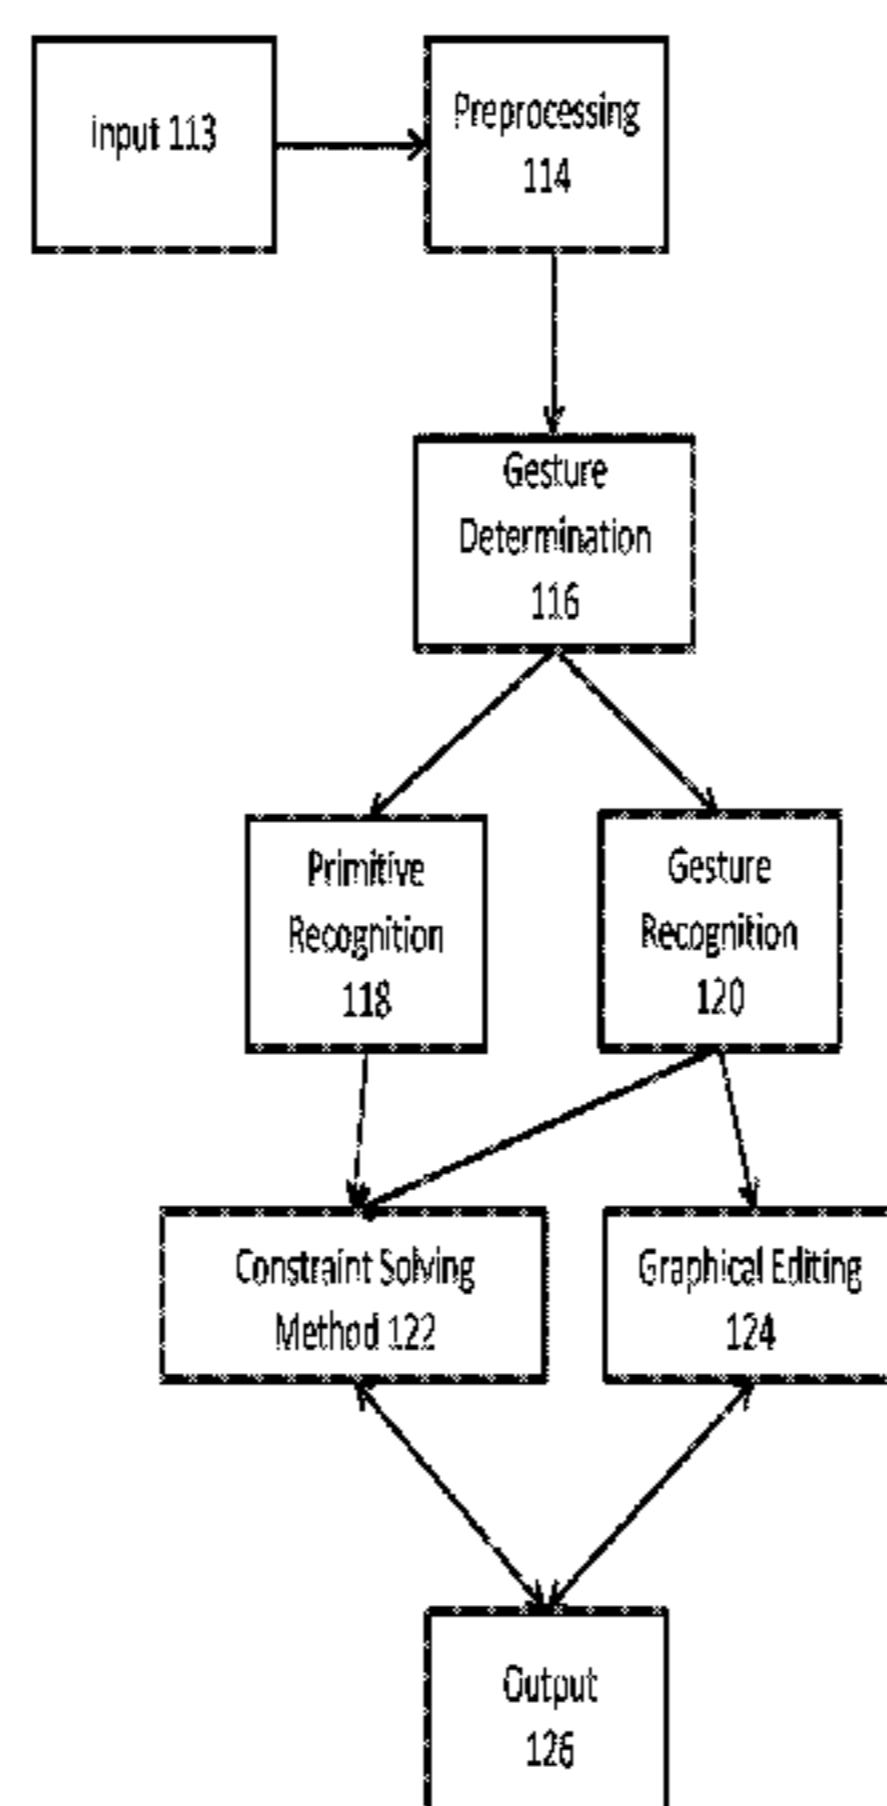 input 113
Preprocessing
114
Gesture
Determination
116
Primitive
Recognition
118
Gesture
Recognition
120
Constraint Solving
Method 122
Graphical Editing
124
Output
126